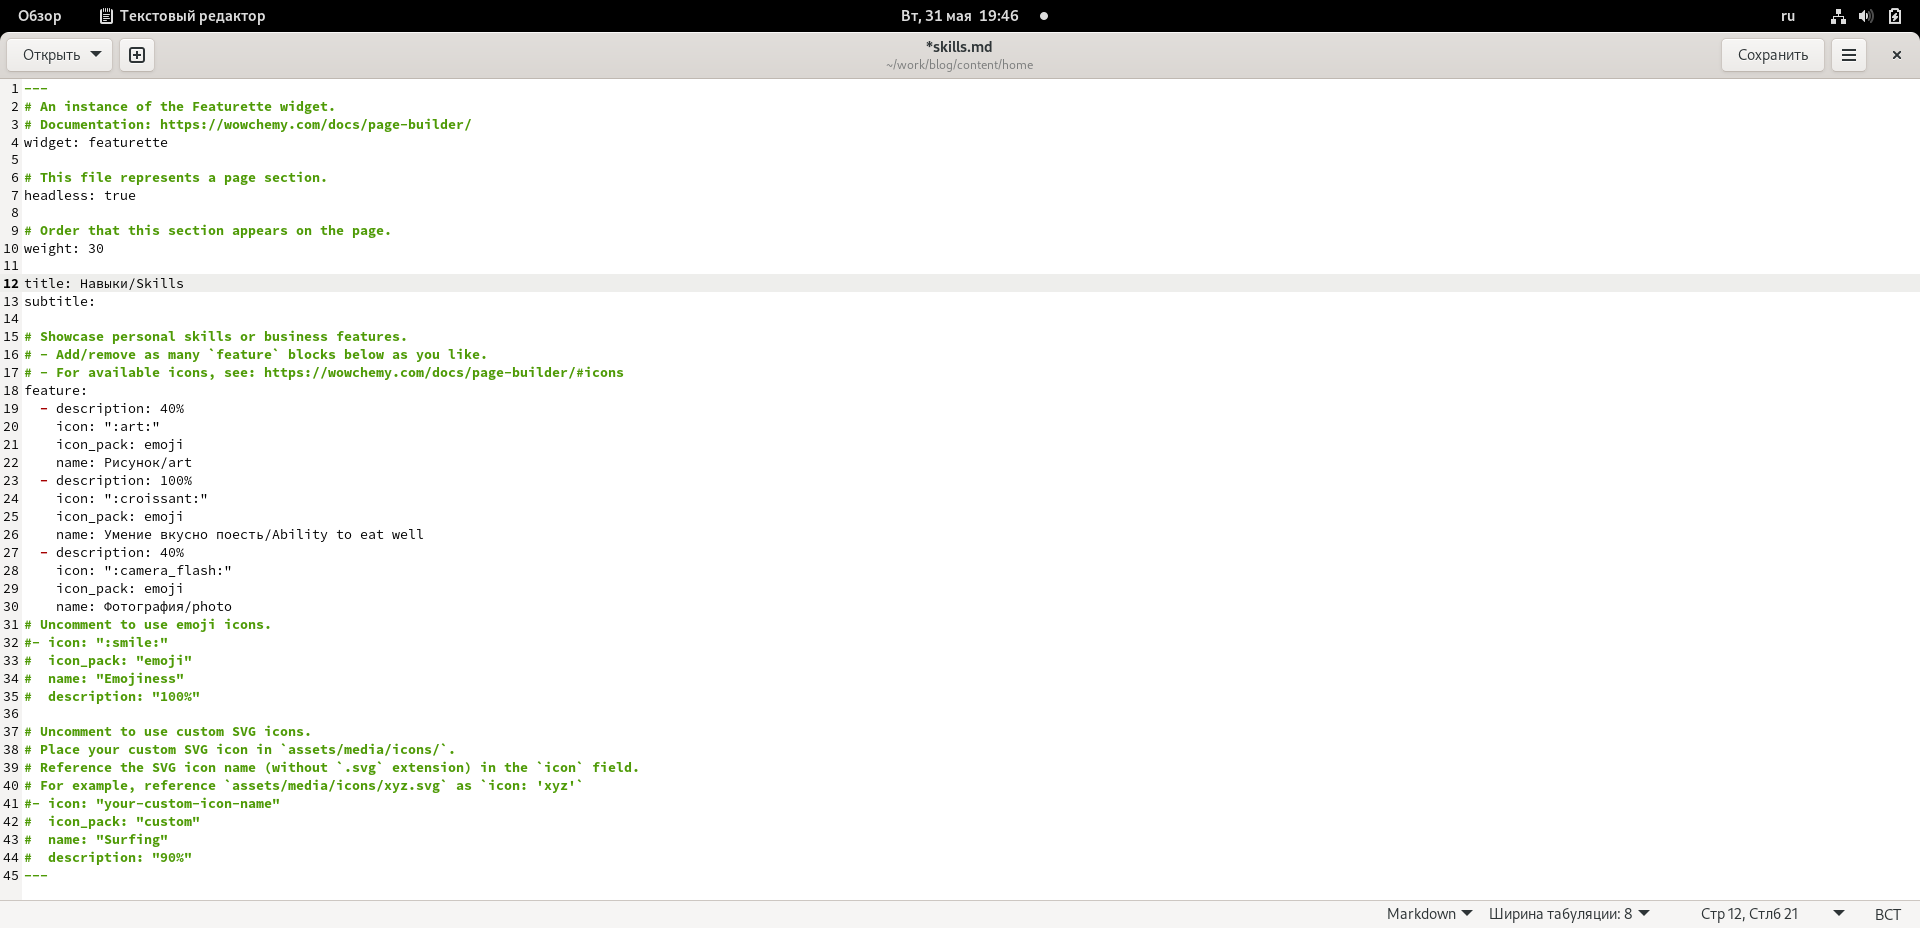 Обзор Текстовый редактор Вт, 31 мая 19:46 ru
Открыть *skills.md Сохранить
~/work/blog/content/home
1 ---
2 # An instance of the Featurette widget.
3 # Documentation: https://wowchemy.com/docs/page-builder/
4 widget: featurette
5
6 # This file represents a page section.
7 headless: true
8
9 # Order that this section appears on the page.
10 weight: 30
11
12 title: Навыки/Skills
13 subtitle:
14
15 # Showcase personal skills or business features.
16 # - Add/remove as many `feature` blocks below as you like.
17 # - For available icons, see: https://wowchemy.com/docs/page-builder/#icons
18 feature:
19   - description: 40%
20     icon: ":art:"
21     icon_pack: emoji
22     name: Рисунок/art
23   - description: 100%
24     icon: ":croissant:"
25     icon_pack: emoji
26     name: Умение вкусно поесть/Ability to eat well
27   - description: 40%
28     icon: ":camera_flash:"
29     icon_pack: emoji
30     name: Фотография/photo
31 # Uncomment to use emoji icons.
32 #- icon: ":smile:"
33 #  icon_pack: "emoji"
34 #  name: "Emojiness"
35 #  description: "100%"
36
37 # Uncomment to use custom SVG icons.
38 # Place your custom SVG icon in `assets/media/icons/`.
39 # Reference the SVG icon name (without `.svg` extension) in the `icon` field.
40 # For example, reference `assets/media/icons/xyz.svg` as `icon: 'xyz'`
41 #- icon: "your-custom-icon-name"
42 #  icon_pack: "custom"
43 #  name: "Surfing"
44 #  description: "90%"
45 ---
Markdown Ширина табуляции: 8 Стр 12, Стлб 21 ВСТ